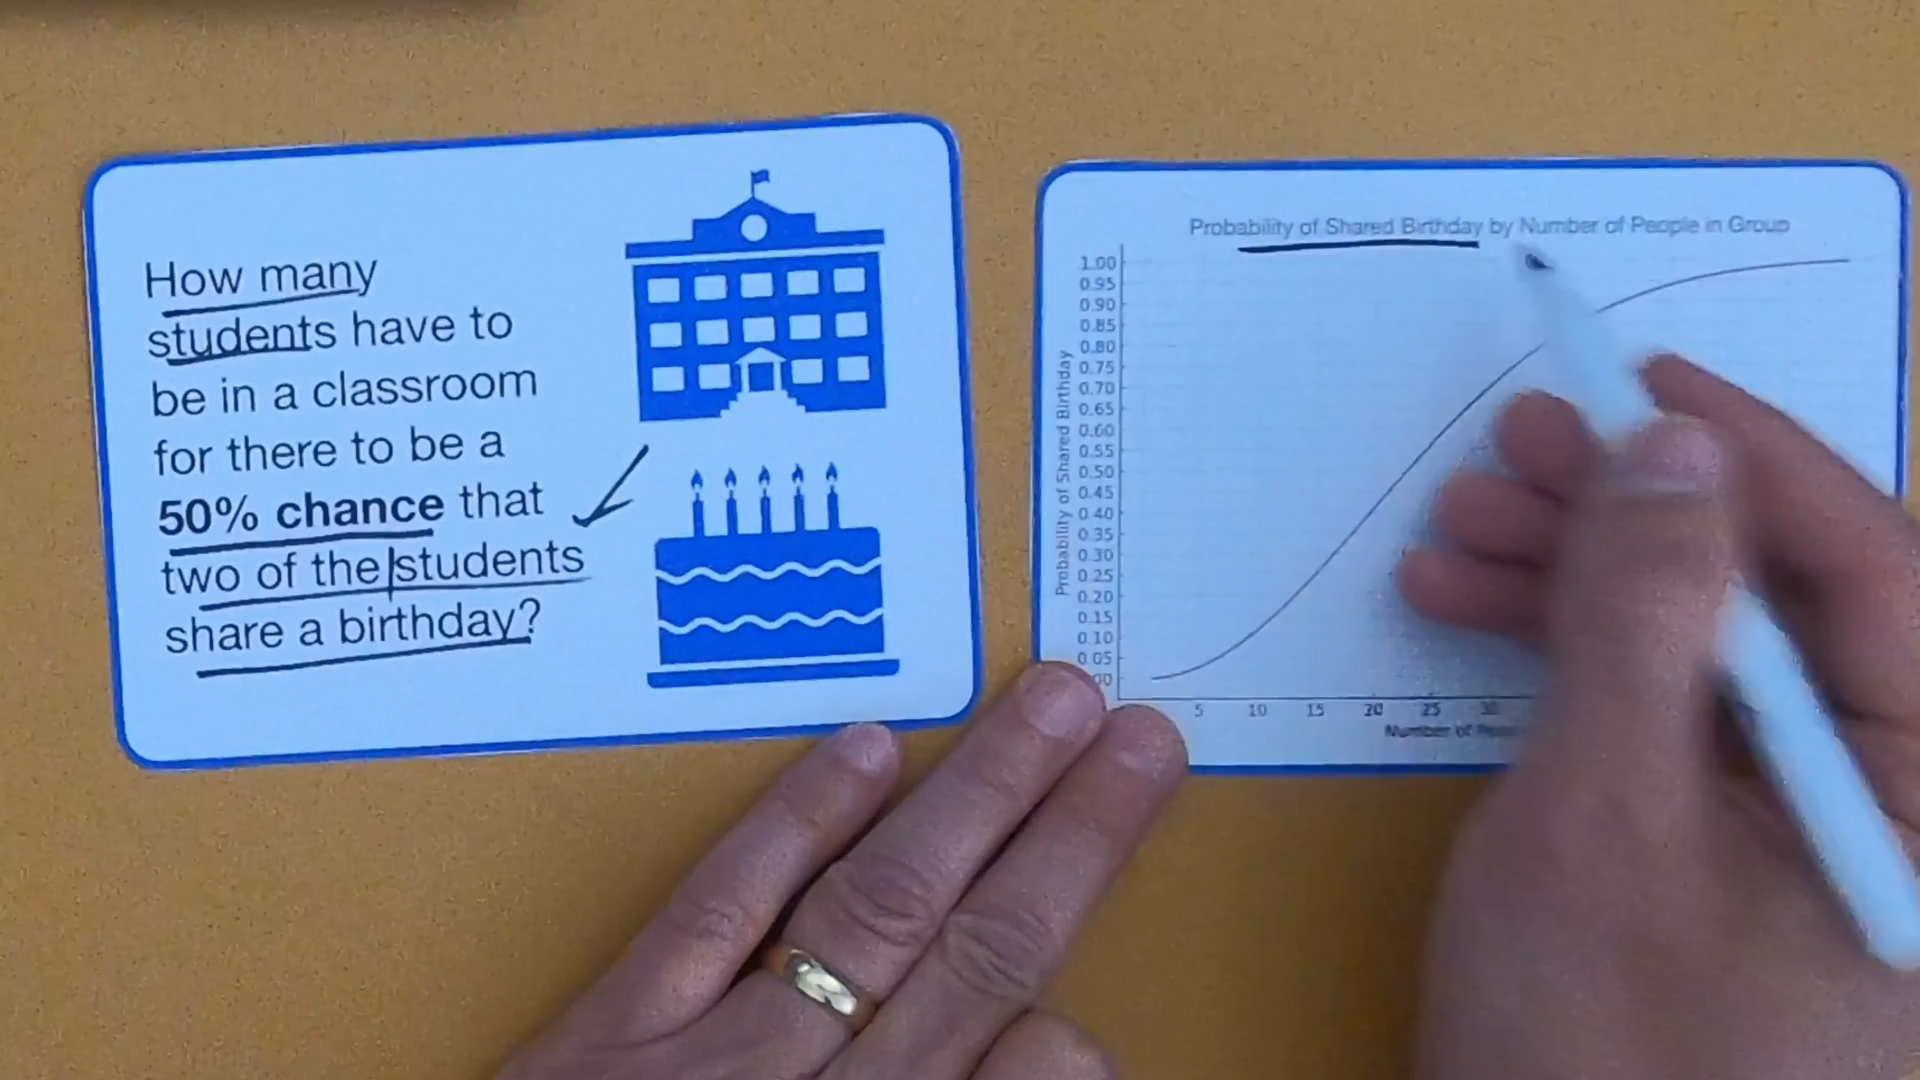 How many
students have to
be in a classroom
for there to be a
50% chance that
two of the students
share a birthday?
Probability of Shared Birthday by Number of People in Group
Probability of Shared Birthday
1.00
0.95
0.90
0.85
0.80
0.75
0.70
0.65
0.60
0.55
0.50
0.45
0.40
0.35
0.30
0.25
0.20
0.15
0.10
0.05
00
5 10 15 20 25 30
Number of